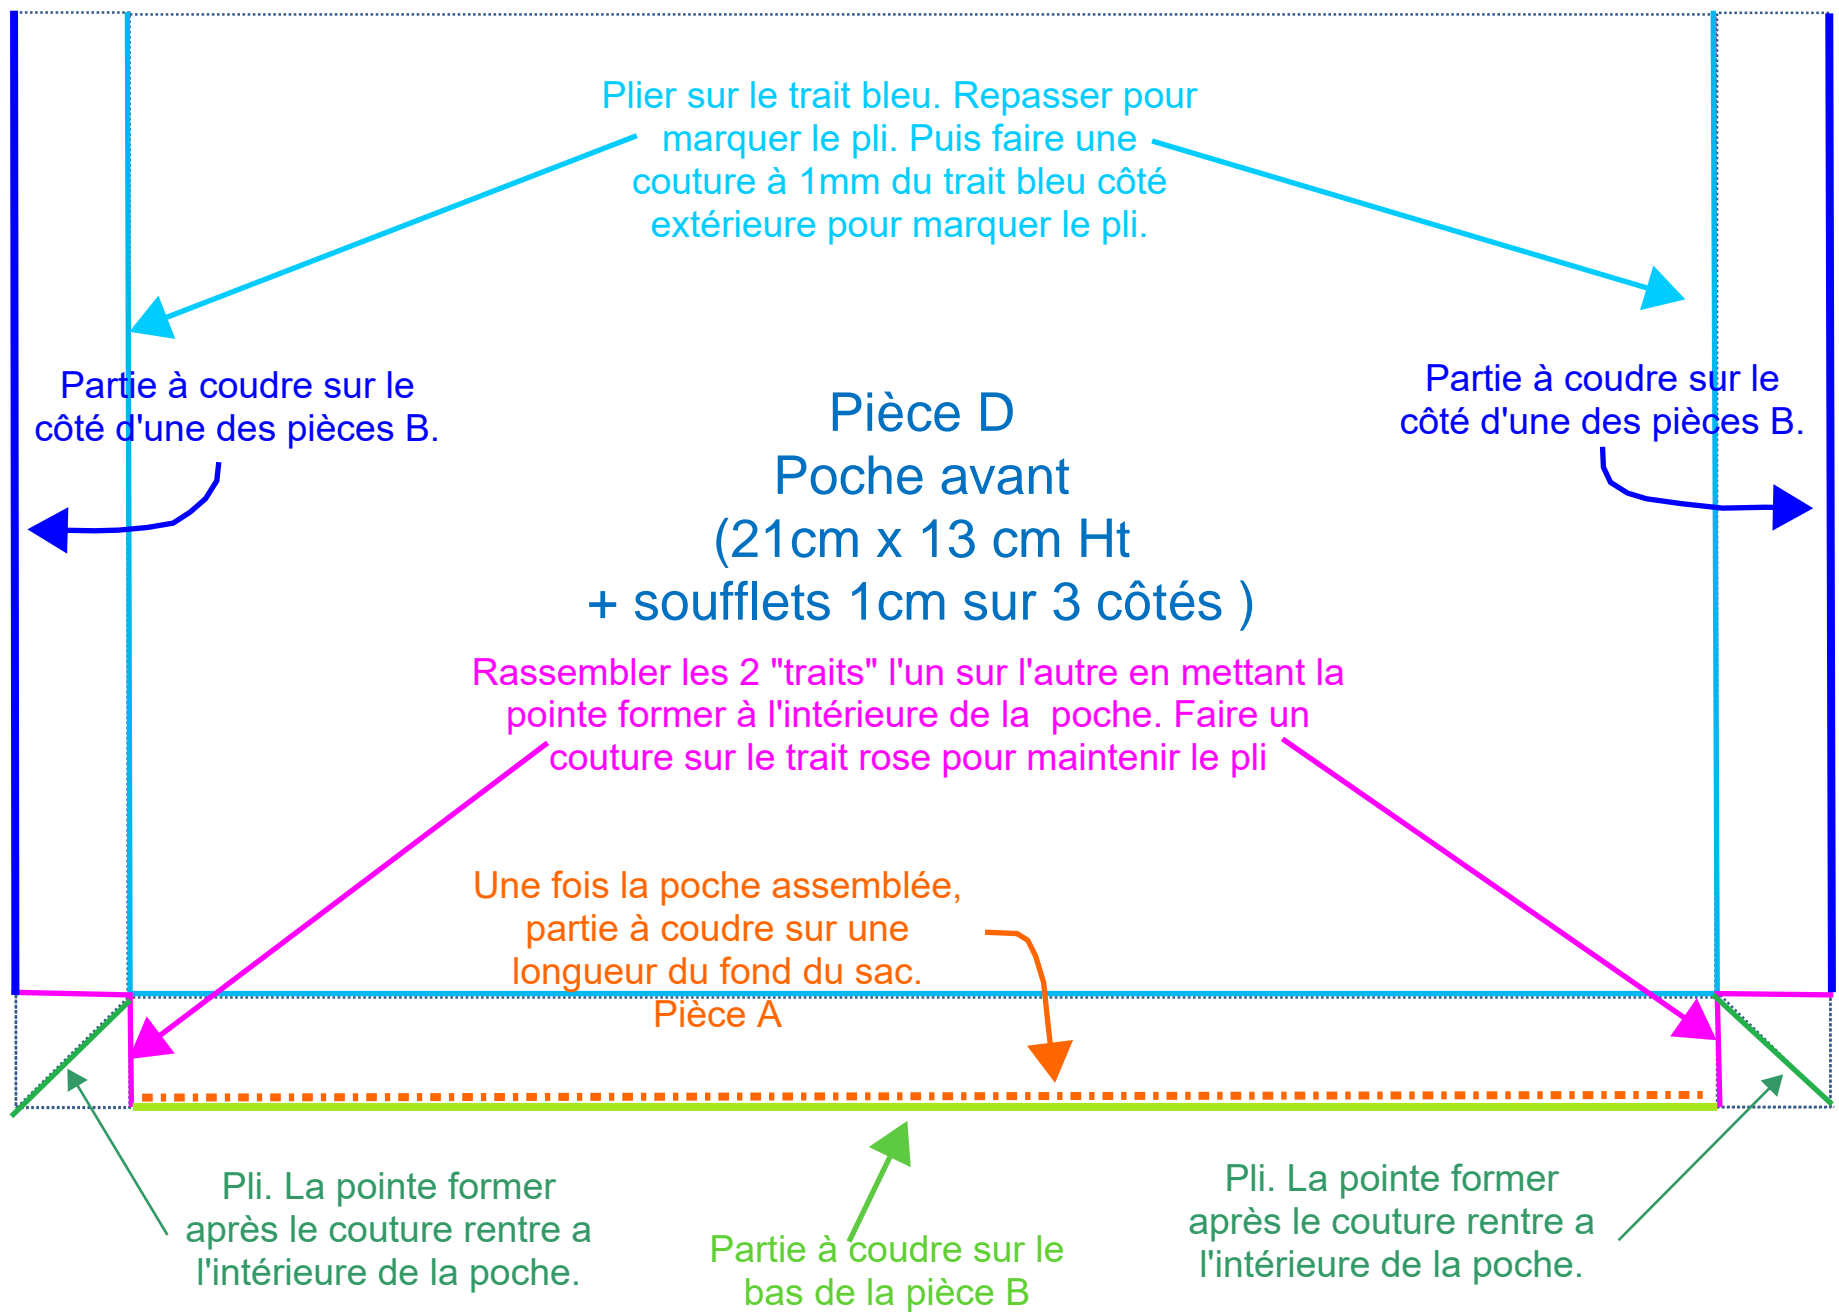 Plier sur le trait bleu. Repasser pour
marquer le pli. Puis faire une
couture à 1mm du trait bleu côté
extérieure pour marquer le pli.
Partie à coudre sur le
côté d'une des pièces B.
Partie à coudre sur le
côté d'une des pièces B.
Pièce D
Poche avant
(21cm x 13 cm Ht
+ soufflets 1cm sur 3 côtés )
Rassembler les 2 "traits" l'un sur l'autre en mettant la
pointe former à l'intérieure de la  poche. Faire un
couture sur le trait rose pour maintenir le pli
Une fois la poche assemblée,
partie à coudre sur une
longueur du fond du sac.
Pièce A
Pli. La pointe former
après le couture rentre a
l'intérieure de la poche.
Partie à coudre sur le
bas de la pièce B
Pli. La pointe former
après le couture rentre a
l'intérieure de la poche.